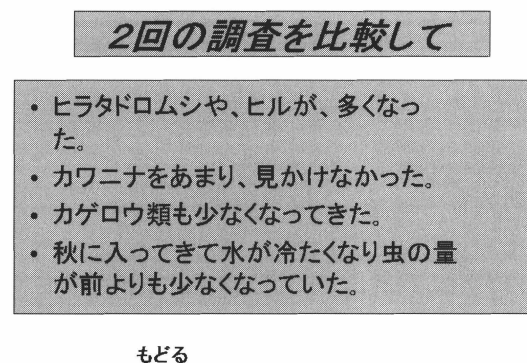 2回の調査を比較して
• ヒラタドロムシや、ヒルが、多くなっ
た。
• カワニナをあまり、見かけなかった。
• カゲロウ類も少なくなってきた。
• 秋に入ってきて水が冷たくなり虫の量
が前よりも少なくなっていた。
もどる